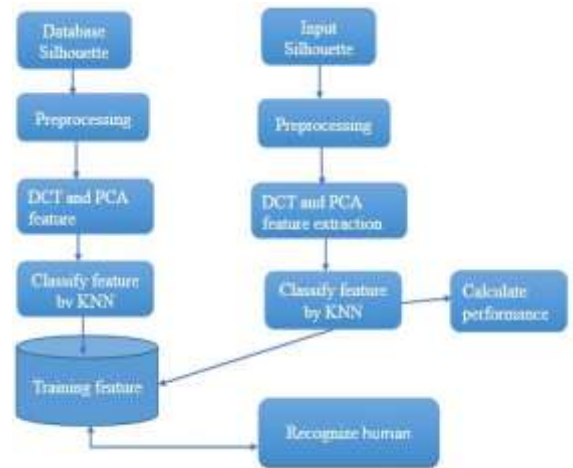 Database
Silhouette
Preprocessing
DCT and PCA
feature
Classify feature
by KNN
Training feature
Input
Silhouette
Preprocessing
DCT and PCA
feature extraction
Classify feature
by KNN
Calculate
performance
Recognize human